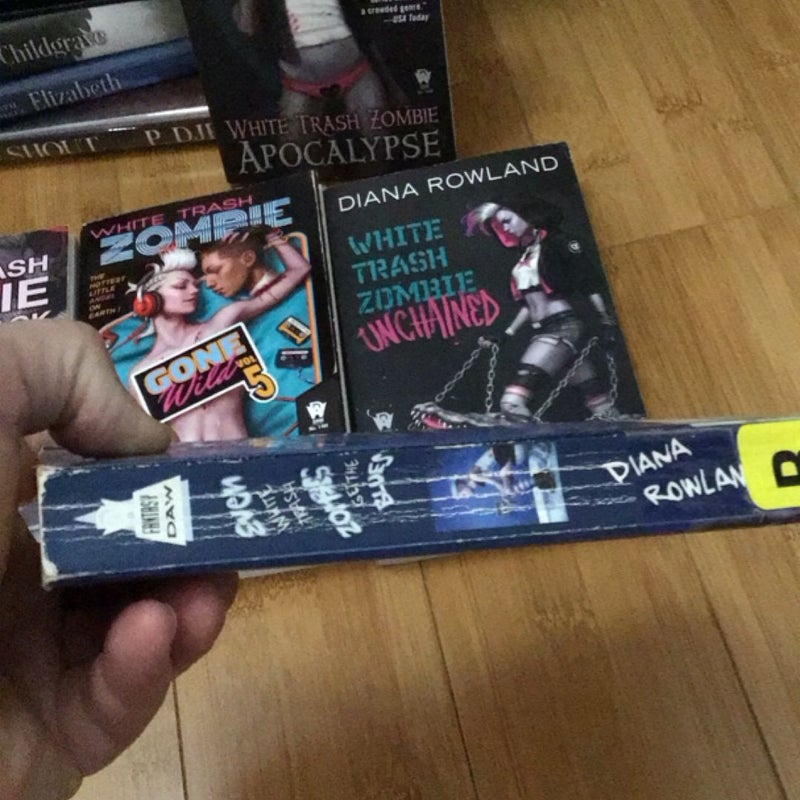 Childgrave
Elizabeth
SHOUT P. DJE
a crowded genre."
—USA Today
WHITE TRASH ZOMBIE
APOCALYPSE
ASH
IE
WHITE TRASH
ZOMBIE
THE
HOTTEST
LITTLE
ANGEL
ON
EARTH!
GONE
Wild
VOL
5
DIANA ROWLAND
WHITE
TRASH
ZOMBIE
UNCHAINED
FANTASY
DAW
EVEN
WHITE
TRASH
ZOMBIES
GET THE
BLUES
DIANA
ROWLAN